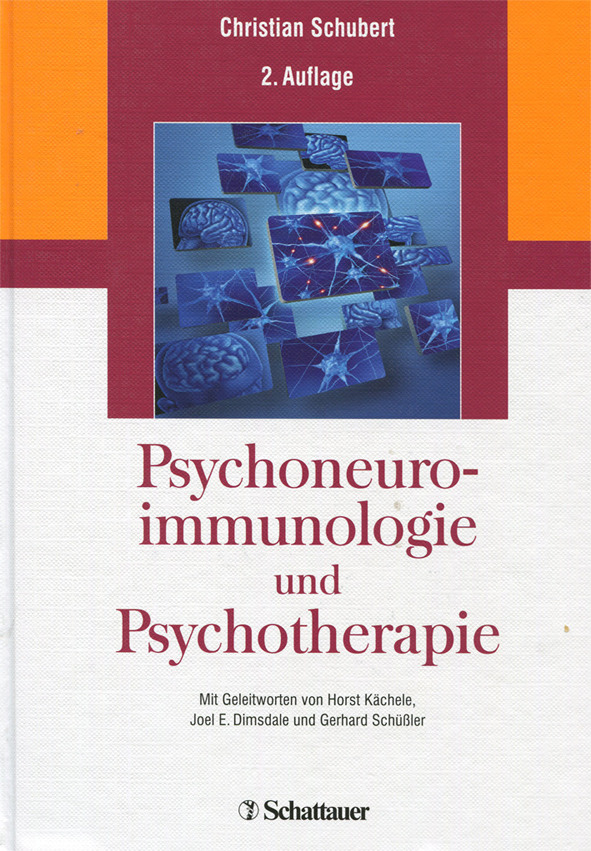 Christian Schubert
2. Auflage
Psychoneuro-
immunologie
und
Psychotherapie
Mit Geleitworten von Horst Kächele,
Joel E. Dimsdale und Gerhard Schüßler
Schattauer